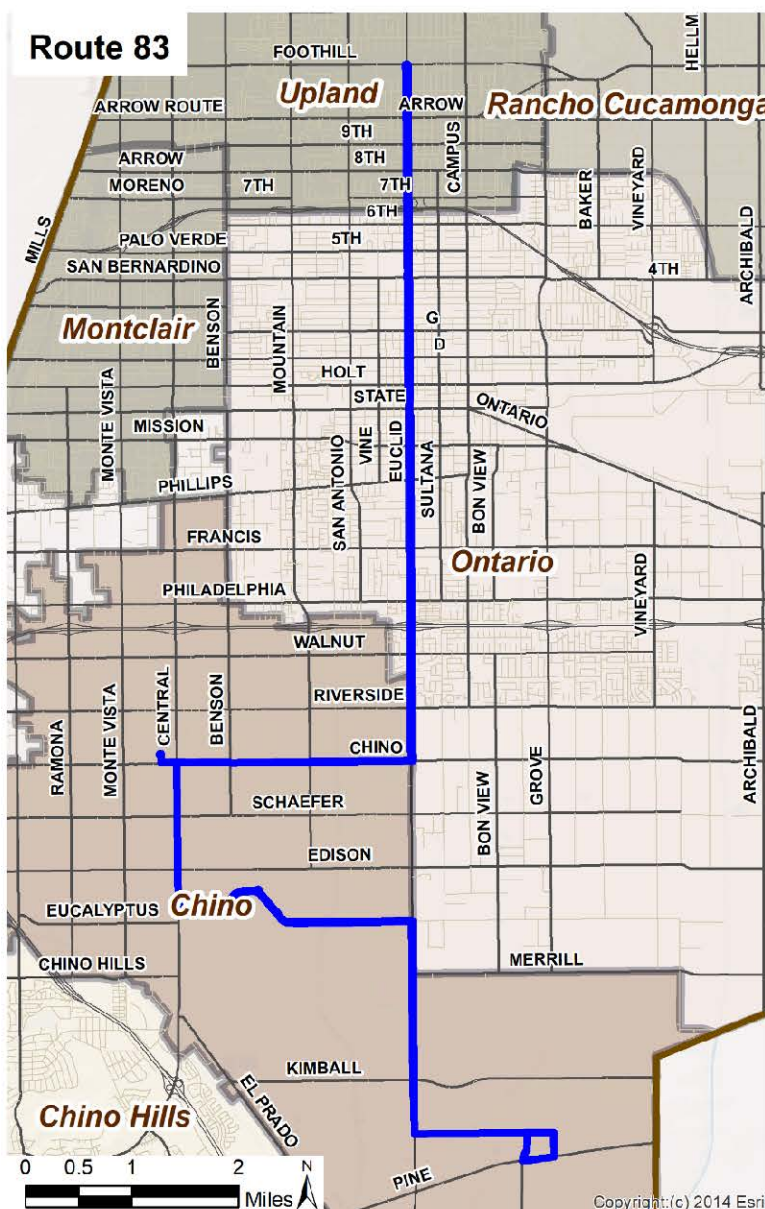 Route 83
FOOTHILL
HELLM
Upland
ARROW ROUTE
ARROW
Rancho Cucamonga
9TH
CAMPUS
ARROW
8TH
MORENO
7TH
7TH
BAKER
VINEYARD
6TH
MILLS
PALO VERDE
5TH
SAN BERNARDINO
4TH
ARCHIBALD
Montclair
BENSON
MOUNTAIN
G
D
HOLT
MONTE VISTA
STATE
ONTARIO
MISSION
SAN ANTONIO
VINE
EUCLID
SULTANA
BON VIEW
PHILLIPS
FRANCIS
Ontario
PHILADELPHIA
VINEYARD
WALNUT
RIVERSIDE
RAMONA
MONTE VISTA
CENTRAL
BENSON
CHINO
ARCHIBALD
BON VIEW
GROVE
SCHAEFER
EDISON
EUCALYPTUS
Chino
CHINO HILLS
MERRILL
KIMBALL
EL PRADO
Chino Hills
0 0.5 1 2
Miles
N
PINE
Copyright:(c) 2014 Esri